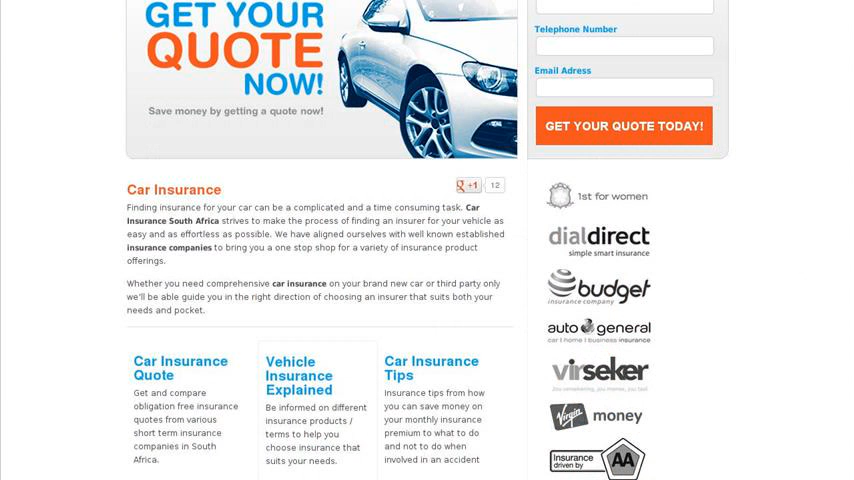 GET YOUR
QUOTE
NOW!
Save money by getting a quote now!
Telephone Number
Email Adress
GET YOUR QUOTE TODAY!
Car Insurance
+1 12
Finding insurance for your car can be a complicated and a time consuming task. Car
Insurance South Africa strives to make the process of finding an insurer for your vehicle as
easy and as effortless as possible. We have aligned ourselves with well known established
insurance companies to bring you a one stop shop for a variety of insurance product
offerings.
Whether you need comprehensive car insurance on your brand new car or third party only
we'll be able guide you in the right direction of choosing an insurer that suits both your
needs and pocket.
Car Insurance
Quote
Get and compare
obligation free insurance
quotes from various
short term insurance
companies in South
Africa.
Vehicle
Insurance
Explained
Be informed on different
insurance products /
terms to help you
choose insurance that
suits your needs.
Car Insurance
Tips
Insurance tips from how
you can save money on
your monthly insurance
premium to what to do
and not to do when
involved in an accident
1st for women
dialdirect
simple smart insurance
budget
insurance company
auto general
car | home | business insurance
virseker
Virgin money
Insurance
driven by
AA